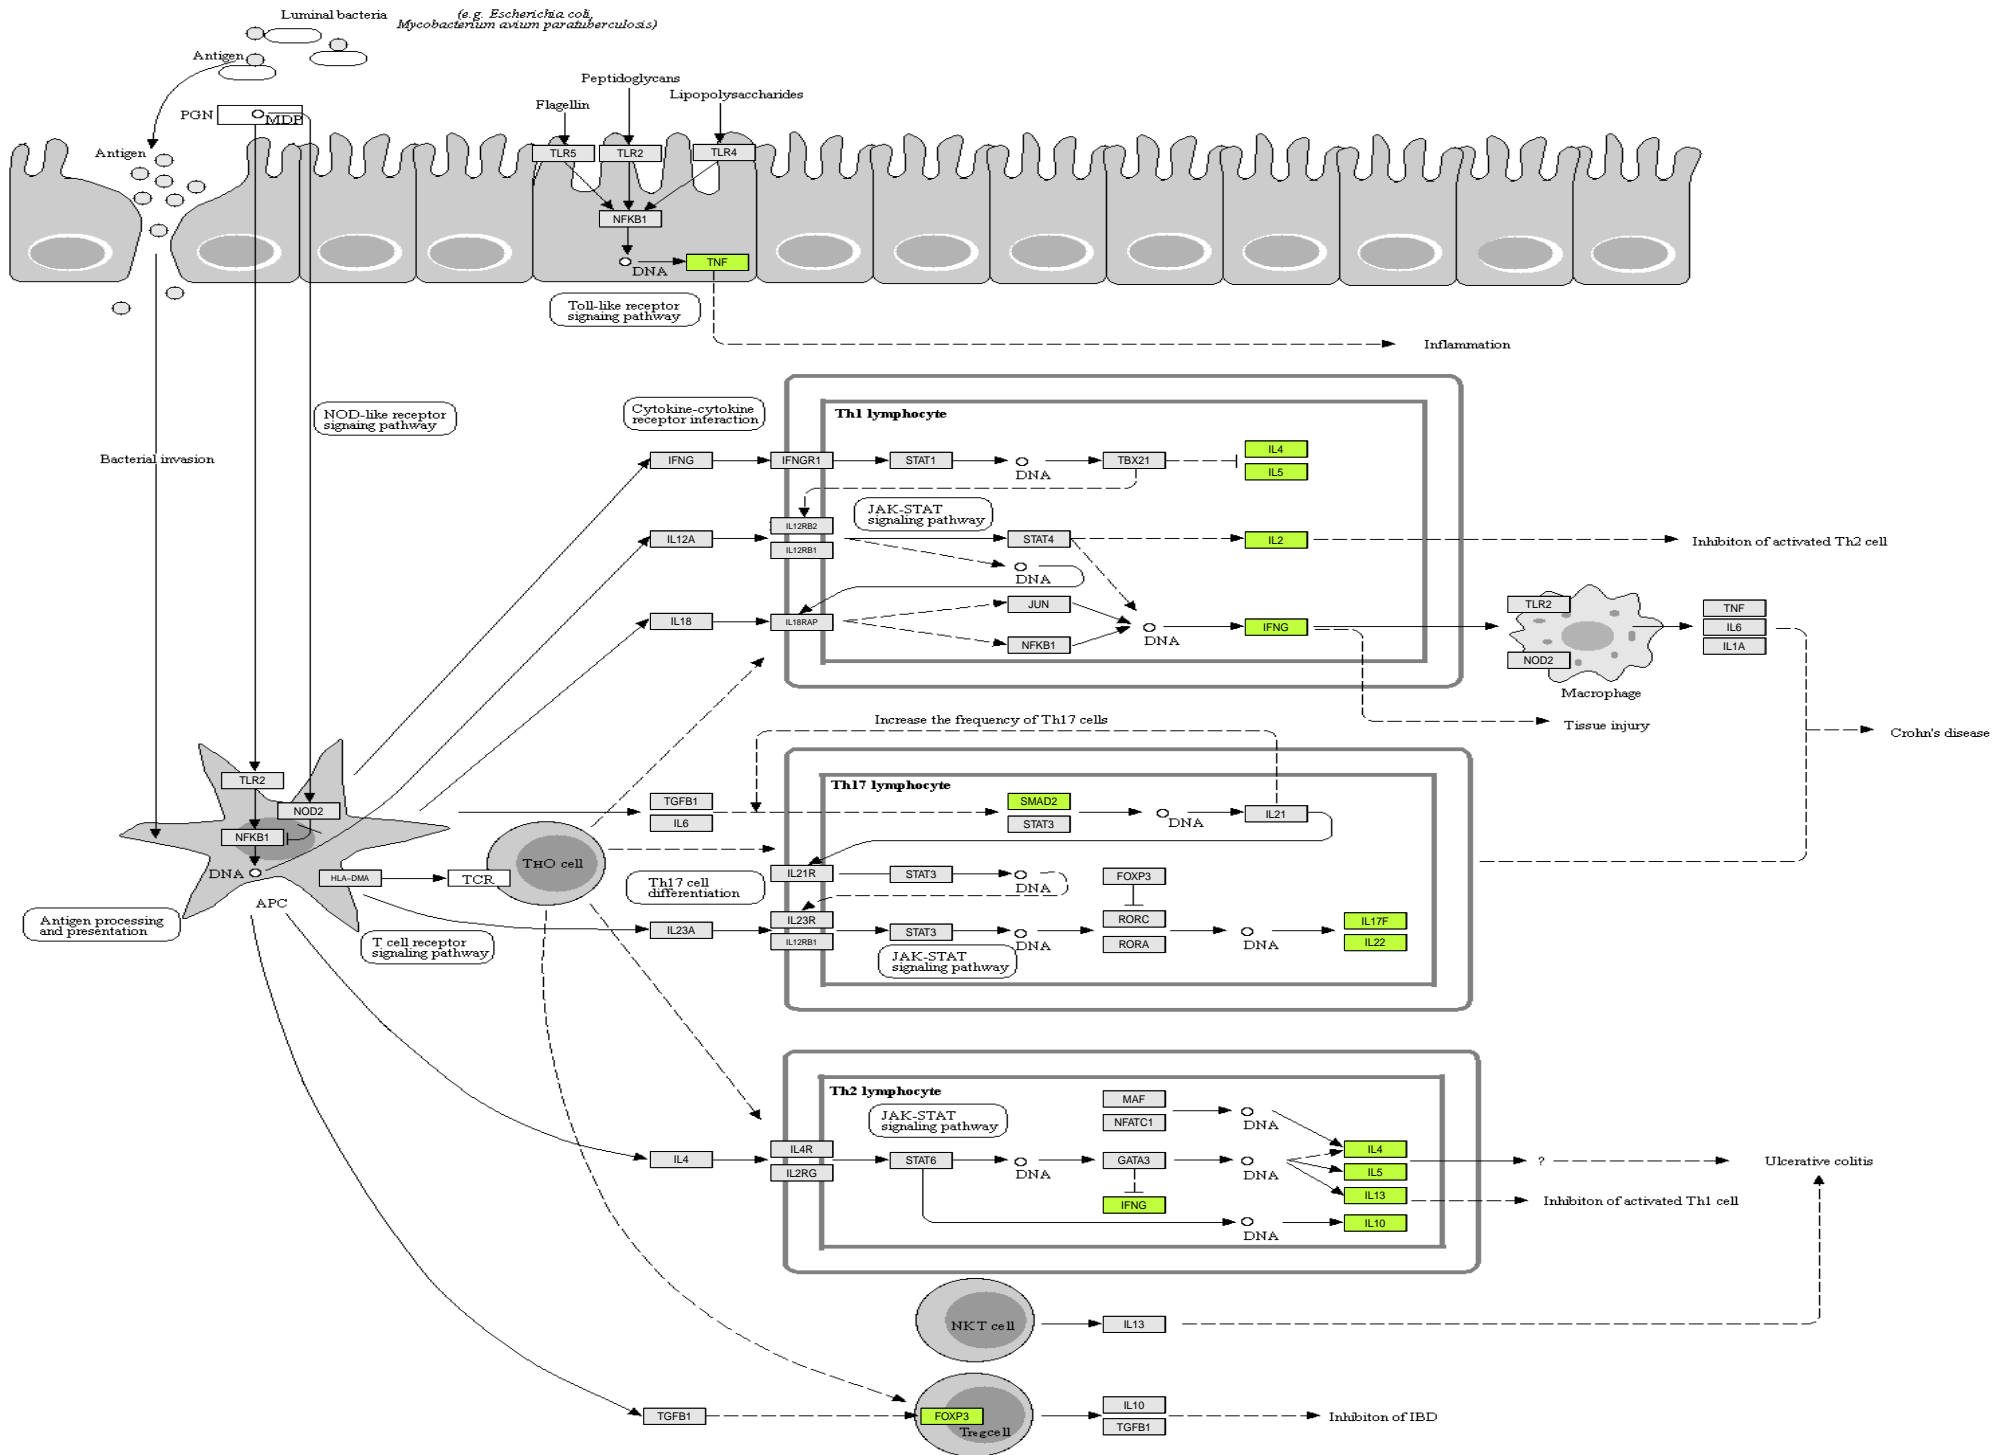 Luminal bacteria
(e.g. Escherichia coli,
Mycobacterium avium paratuberculosis)
Antigen
Peptidoglycans
Flagellin
Lipopolysaccharides
PGN
MDP
Antigen
TLR5
TLR2
TLR4
NFKB1
DNA
TNF
Toll-like receptor
signaing pathway
Inflammation
NOD-like receptor
signaing pathway
Cytokine-cytokine
receptor interaction
Th1 lymphocyte
Bacterial invasion
IFNG
IFNGR1
STAT1
DNA
TBX21
IL4
IL5
JAK-STAT
signaling pathway
IL12A
IL12RB2
IL12RB1
STAT4
DNA
IL2
Inhibiton of activated Th2 cell
IL18
IL18RAP
JUN
NFKB1
DNA
IFNG
TLR2
NOD2
Macrophage
TNF
IL6
IL1A
Tissue injury
Crohn's disease
Increase the frequency of Th17 cells
Th17 lymphocyte
TLR2
NOD2
NFKB1
DNA
HLA-DMA
TCR
THO cell
APC
Antigen processing
and presentation
T cell receptor
signaling pathway
TGFB1
IL6
SMAD2
STAT3
DNA
IL21
Th17 cell
differentiation
IL21R
STAT3
DNA
FOXP3
IL23A
IL23R
IL12RB1
STAT3
DNA
RORC
RORA
DNA
IL17F
IL22
JAK-STAT
signaling pathway
Th2 lymphocyte
JAK-STAT
signaling pathway
MAF
NFATC1
DNA
IL4
IL4R
IL2RG
STAT6
DNA
GATA3
DNA
IFNG
IL4
IL5
IL13
IL10
DNA
?
Ulcerative colitis
Inhibiton of activated Th1 cell
NKT cell
IL13
TGFB1
FOXP3
Treg cell
IL10
TGFB1
Inhibiton of IBD